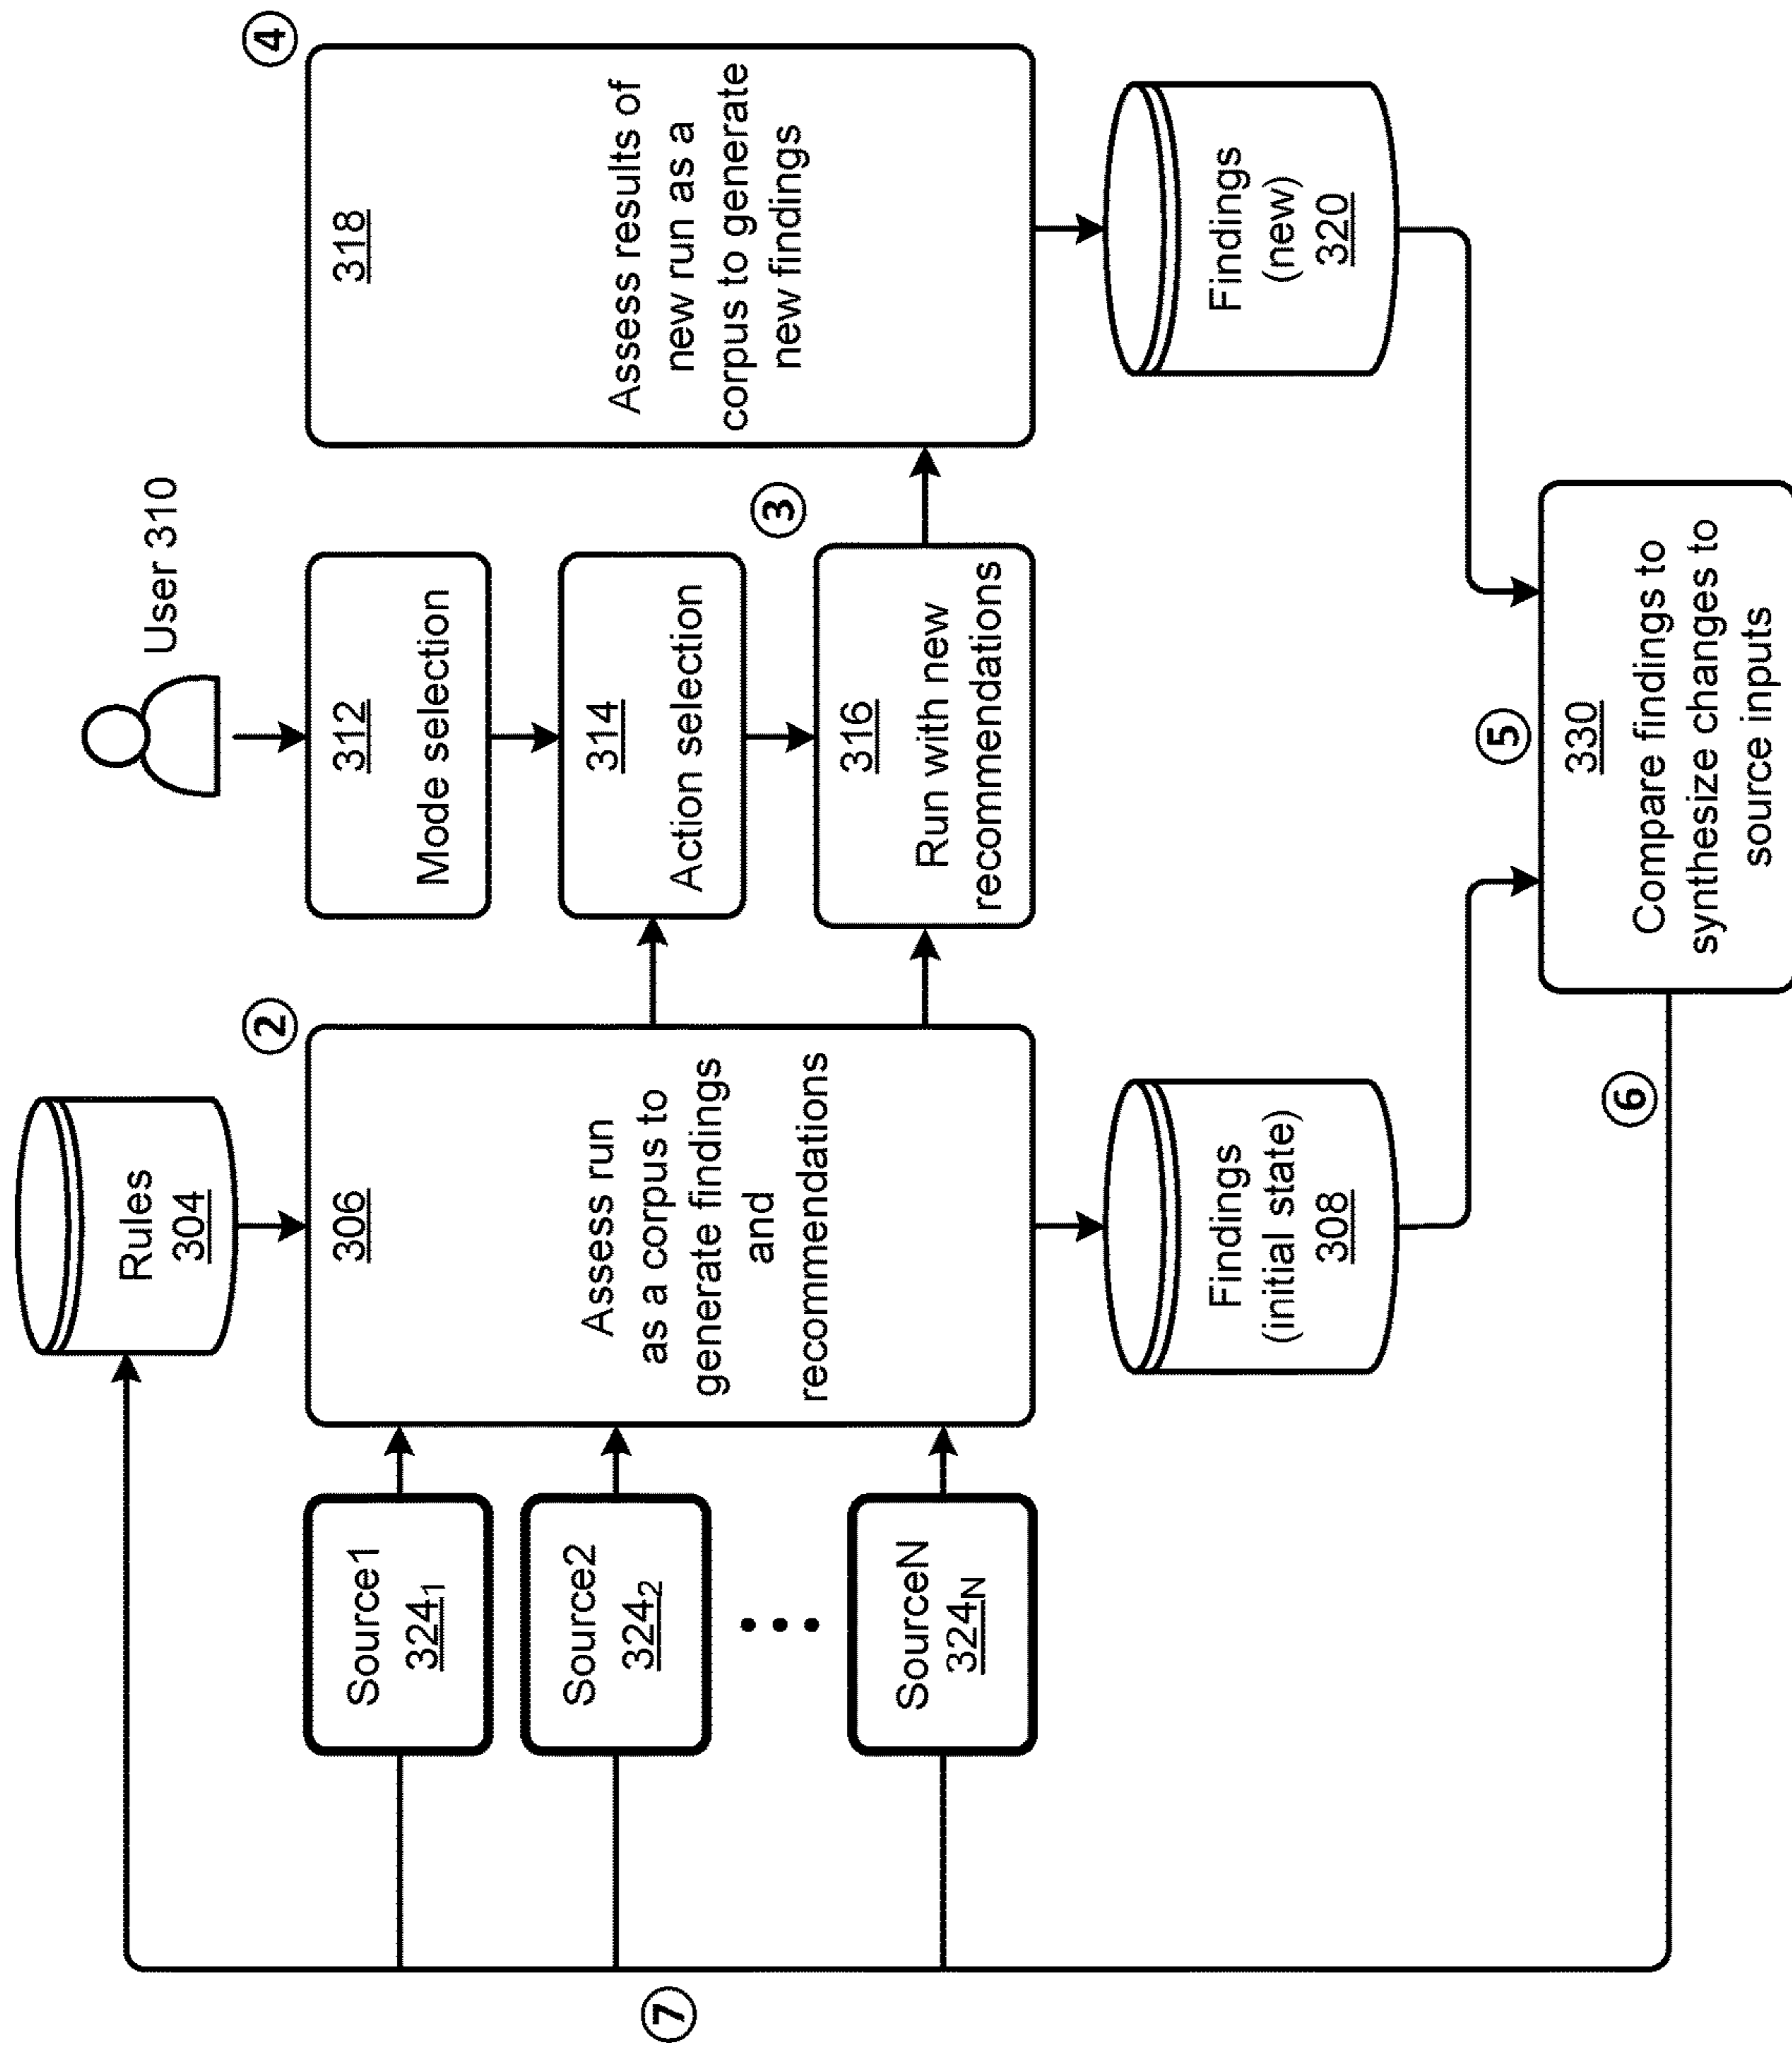 User 310
Rules
304
②
④
306
Assess run
as a corpus to
generate findings
and
recommendations
312
Mode selection
318
Assess results of
new run as a
corpus to generate
new findings
Source1
324₁
Source2
324₂
SourceN
324N
314
Action selection
③
316
Run with new
recommendations
⑦
Findings
(initial state)
308
Findings
(new)
320
⑤
⑥
330
Compare findings to
synthesize changes to
source inputs